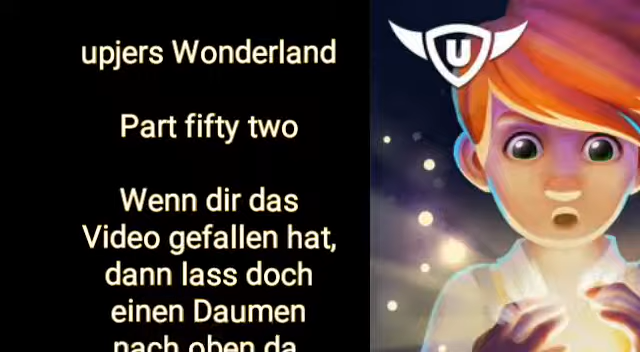 upjers Wonderland
Part fifty two
Wenn dir das
Video gefallen hat,
dann lass doch
einen Daumen
nach oben da
U